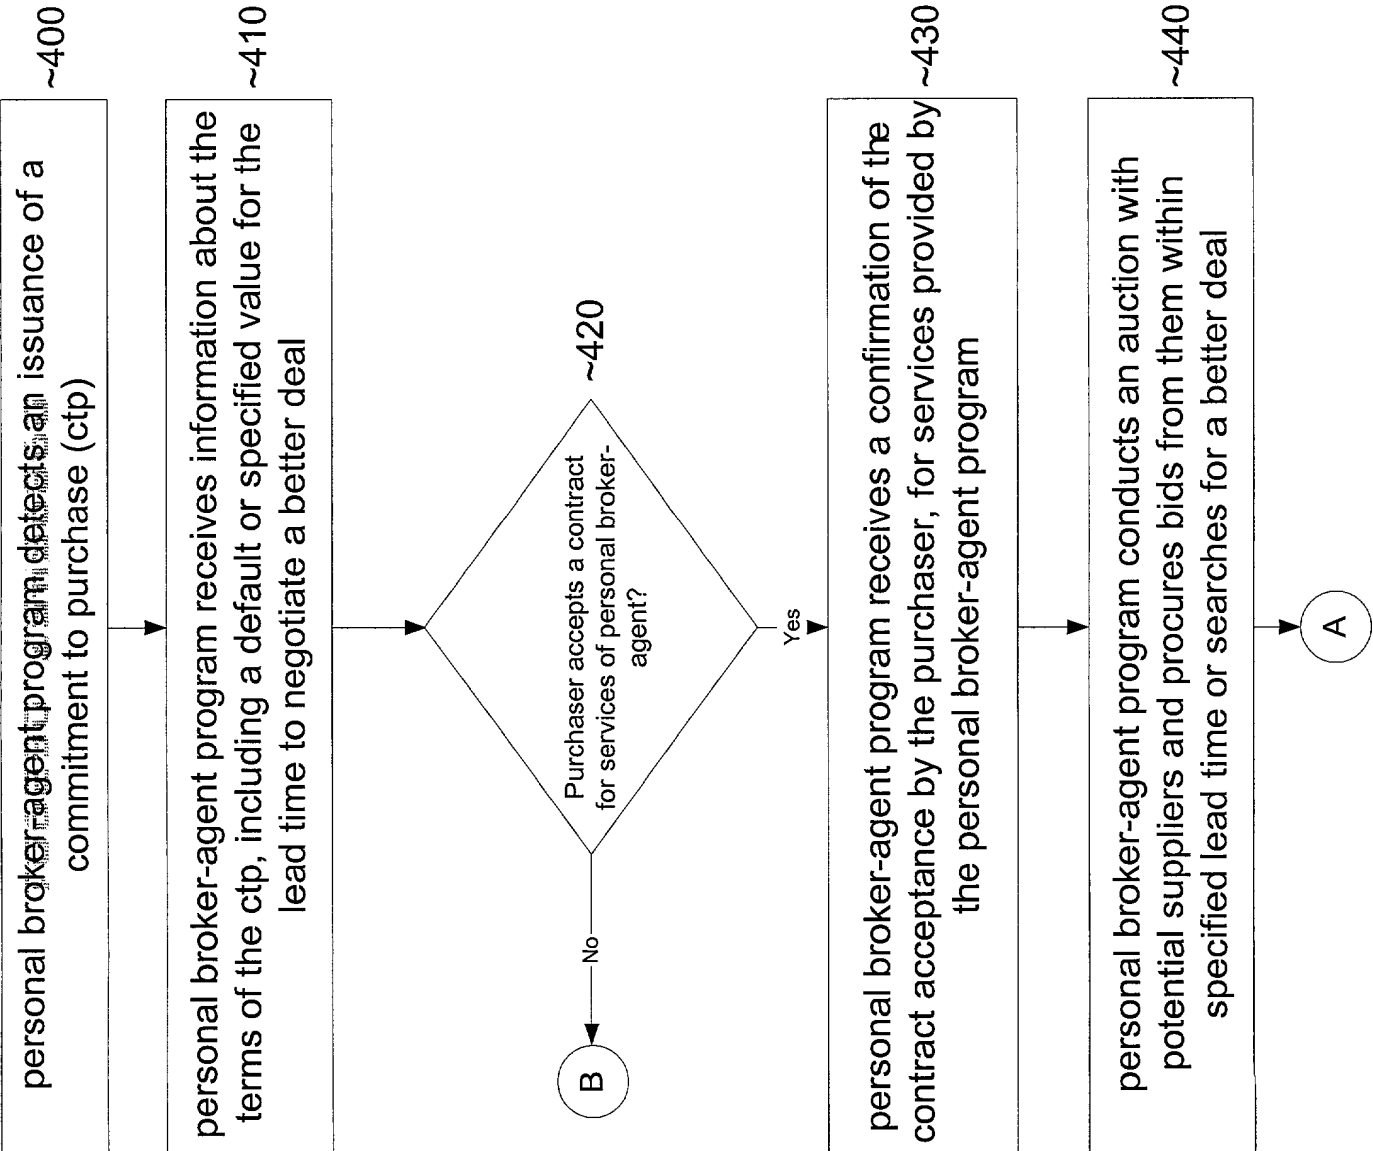 personal broker-agent program detects an issuance of a
commitment to purchase (ctp)
~400
personal broker-agent program receives information about the
terms of the ctp, including a default or specified value for the
lead time to negotiate a better deal
~410
Purchaser accepts a contract
for services of personal broker-
agent?
~420
No
B
Yes
personal broker-agent program receives a confirmation of the
contract acceptance by the purchaser, for services provided by
the personal broker-agent program
~430
personal broker-agent program conducts an auction with
potential suppliers and procures bids from them within
specified lead time or searches for a better deal
~440
A